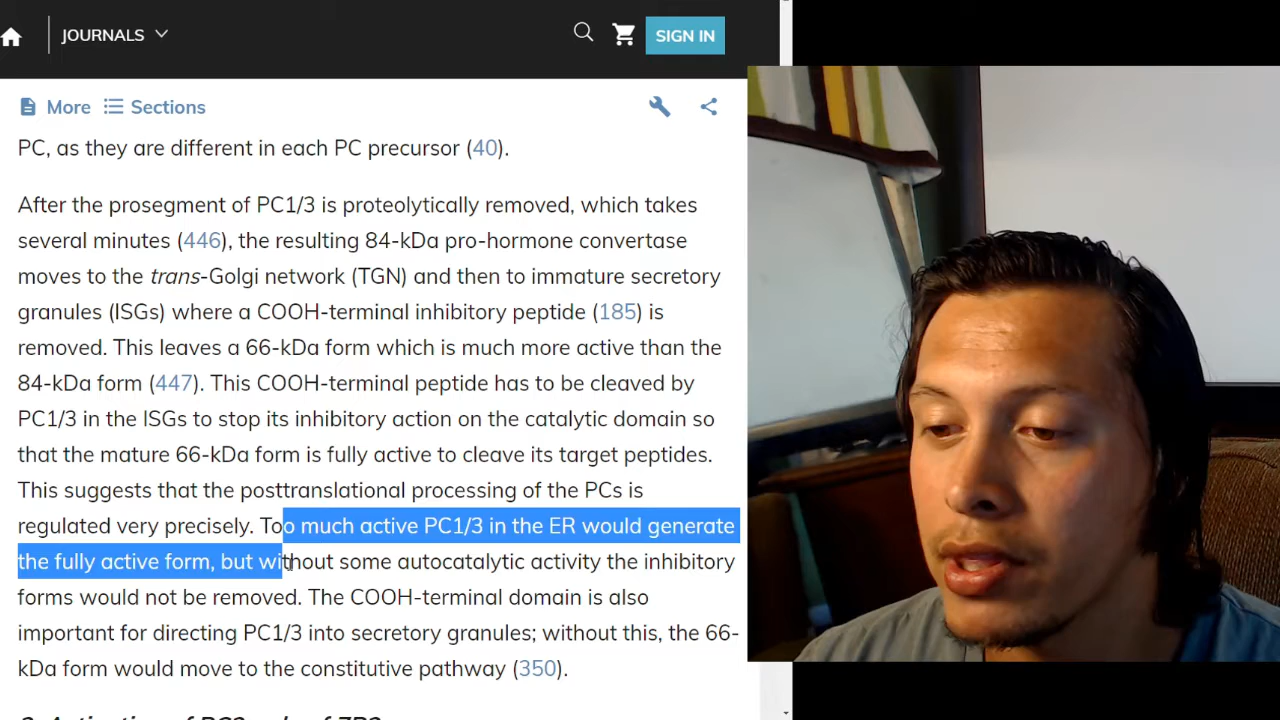 JOURNALS
SIGN IN
More Sections
PC, as they are different in each PC precursor (40).
After the prosegment of PC1/3 is proteolytically removed, which takes
several minutes (446), the resulting 84-kDa pro-hormone convertase
moves to the trans-Golgi network (TGN) and then to immature secretory
granules (ISGs) where a COOH-terminal inhibitory peptide (185) is
removed. This leaves a 66-kDa form which is much more active than the
84-kDa form (447). This COOH-terminal peptide has to be cleaved by
PC1/3 in the ISGs to stop its inhibitory action on the catalytic domain so
that the mature 66-kDa form is fully active to cleave its target peptides.
This suggests that the posttranslational processing of the PCs is
regulated very precisely. Too much active PC1/3 in the ER would generate
the fully active form, but without some autocatalytic activity the inhibitory
forms would not be removed. The COOH-terminal domain is also
important for directing PC1/3 into secretory granules; without this, the 66-
kDa form would move to the constitutive pathway (350).